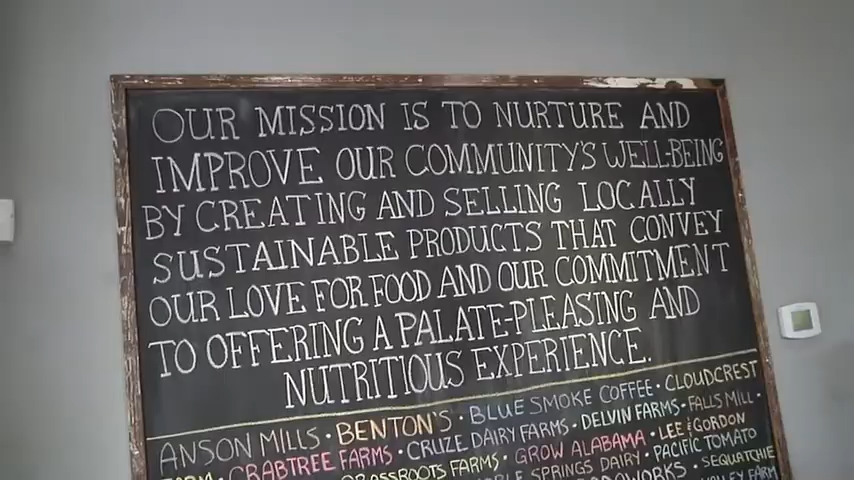 OUR MISSION IS TO NURTURE AND
IMPROVE OUR COMMUNITY'S WELL-BEING
BY CREATING AND SELLING LOCALLY
SUSTAINABLE PRODUCTS THAT CONVEY
OUR LOVE FOR FOOD AND OUR COMMITMENT
TO OFFERING A PALATE-PLEASING AND
NUTRITIOUS EXPERIENCE.
ANSON MILLS · BENTON'S · BLUE SMOKE COFFEE · CLOUDCREST
FARM · CRABTREE FARMS · CRUZE DAIRY FARMS · DELVIN FARMS · FALLS MILL ·
GRASSROOTS FARMS · GROW ALABAMA · LEE & GORDON
SPRINGS DAIRY · PACIFIC TOMATO
· SEQUATCHIE
VALLEY FARM